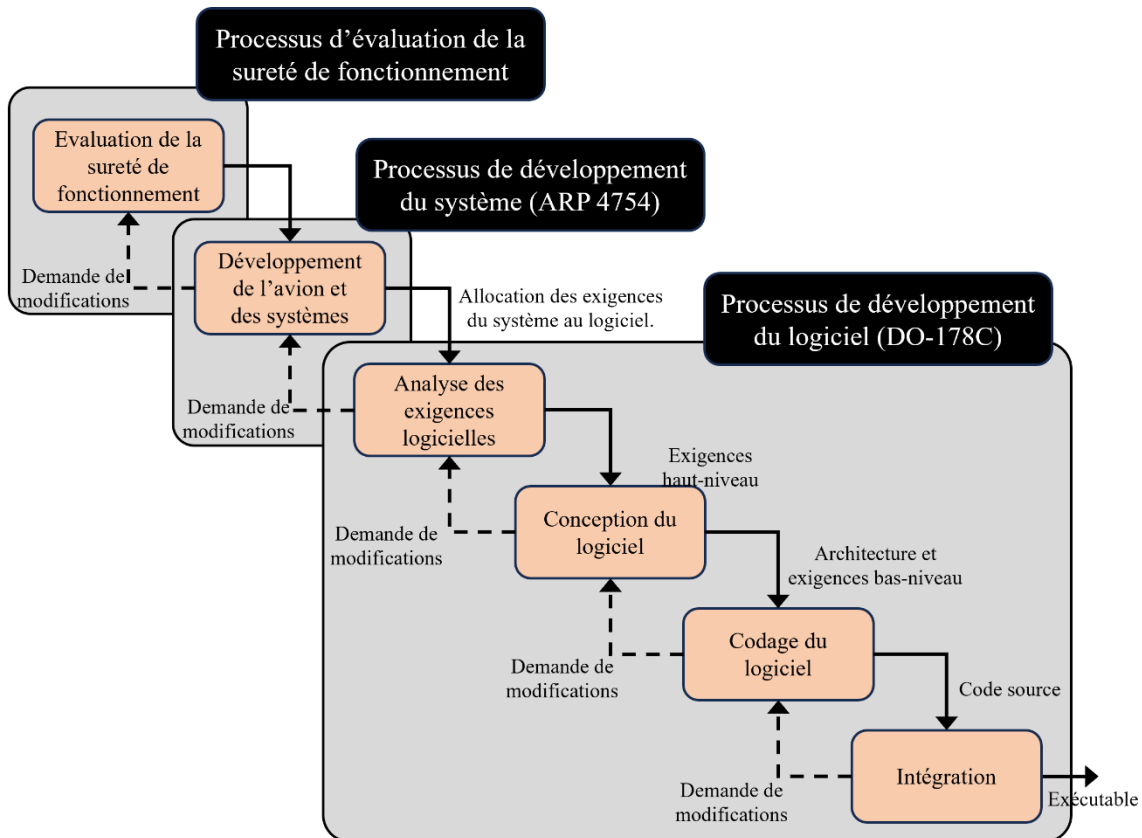 Processus d’évaluation de la
sureté de fonctionnement
Evaluation de la
sureté de
fonctionnement
Processus de développement
du système (ARP 4754)
Demande de
modifications
Développement
de l’avion et
des systèmes
Allocation des exigences
du système au logiciel.
Processus de développement
du logiciel (DO-178C)
Demande de
modifications
Analyse des
exigences
logicielles
Exigences
haut-niveau
Demande de
modifications
Conception du
logiciel
Architecture et
exigences bas-niveau
Demande de
modifications
Codage du
logiciel
Code source
Demande de
modifications
Intégration
Exécutable